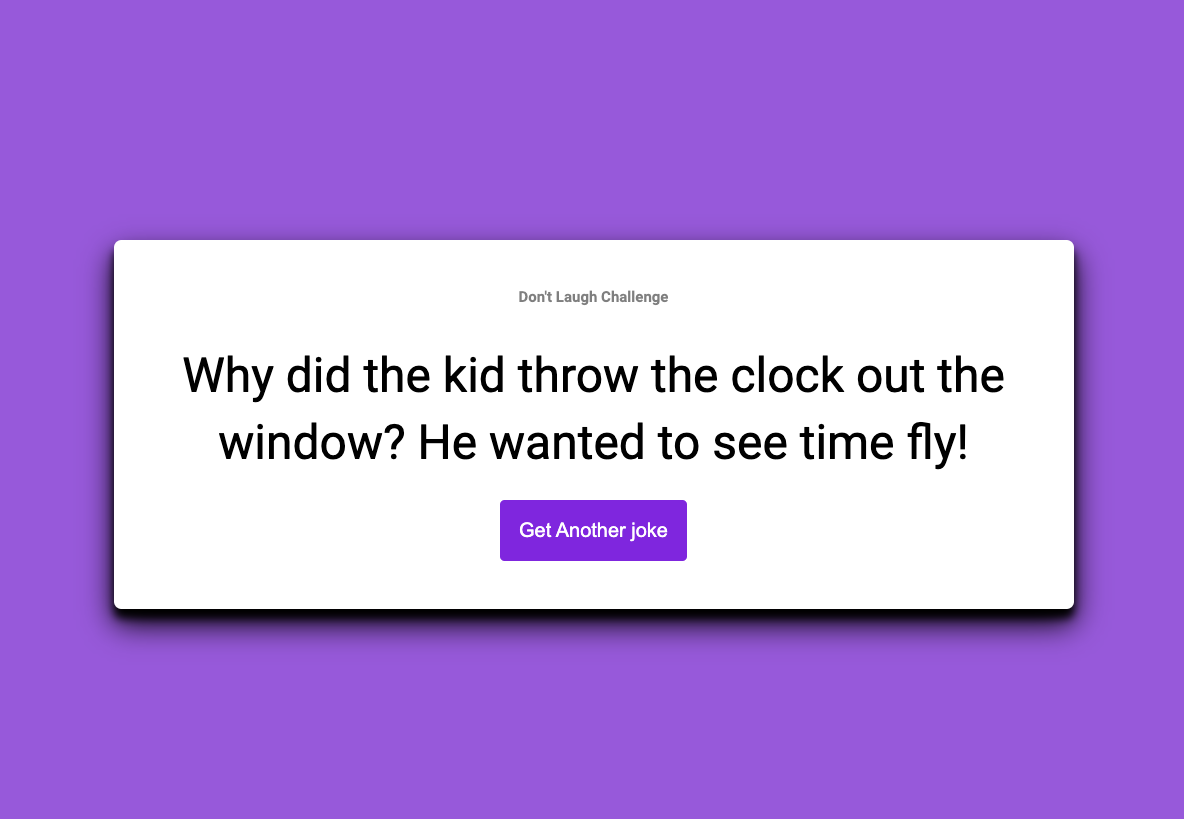 Don't Laugh Challenge
Why did the kid throw the clock out the
window? He wanted to see time fly!
Get Another joke